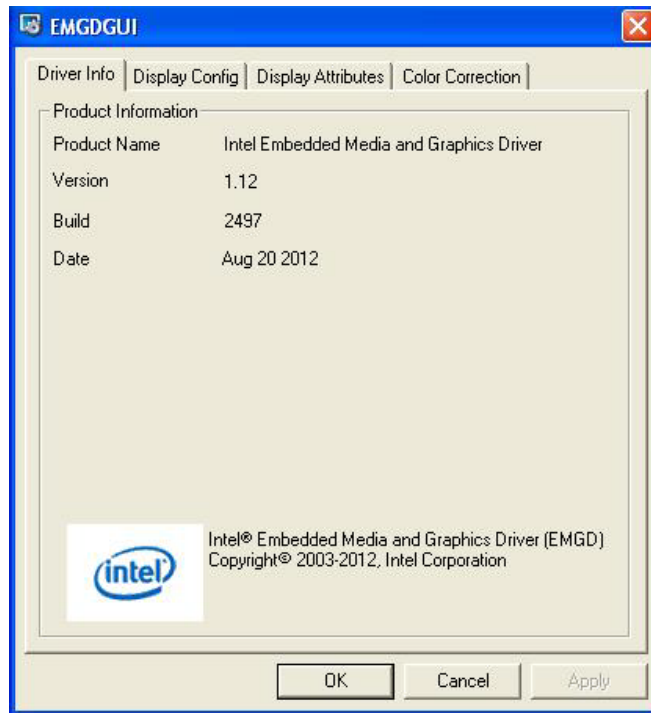 EMGDGUI
Driver Info Display Config Display Attributes Color Correction
Product Information
Product Name Intel Embedded Media and Graphics Driver
Version 1.12
Build 2497
Date Aug 20 2012
intel
Intel® Embedded Media and Graphics Driver (EMGD)
Copyright© 2003-2012, Intel Corporation
OK Cancel Apply